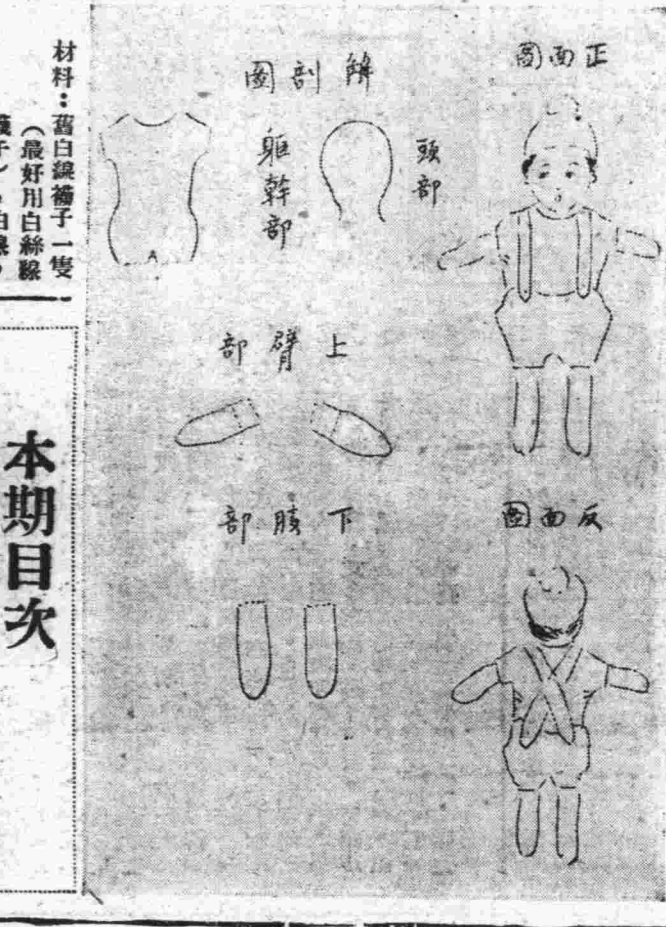 正面圖
解剖圖
頭部
軀幹部
上臂部
下肢部
反面圖
材料：舊白線襪子一隻
（最好用白絲線
本期目次